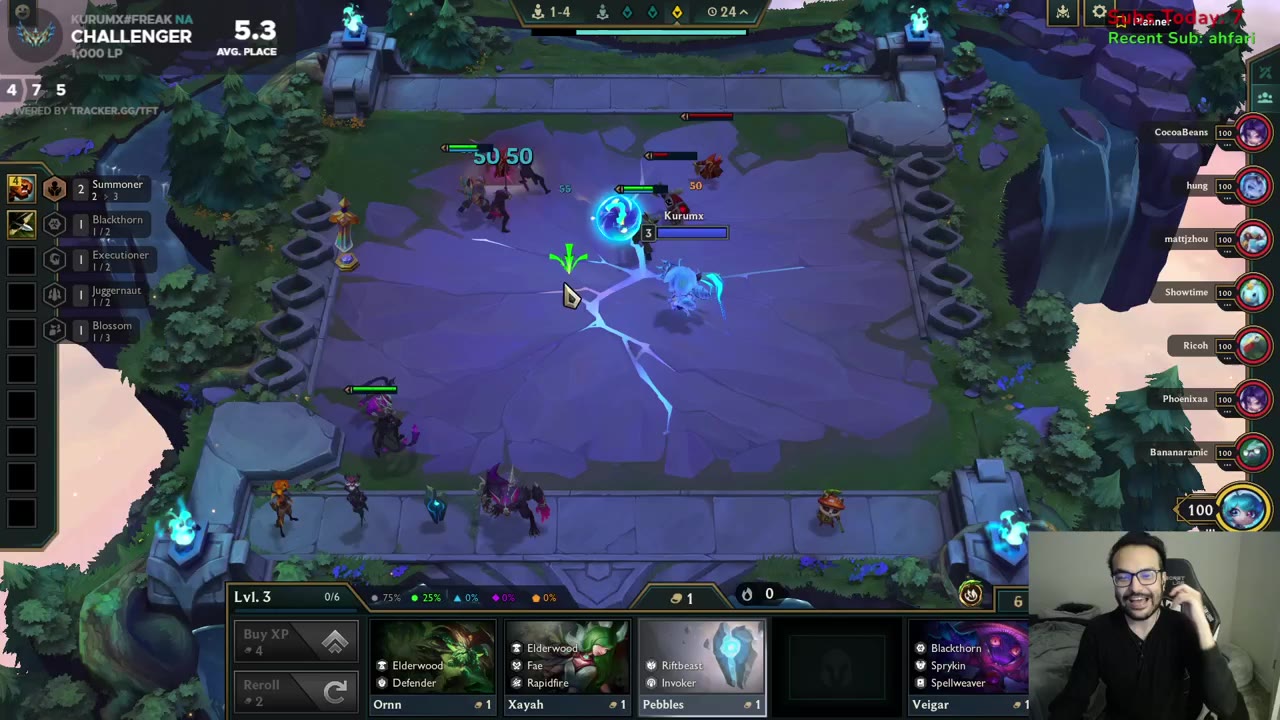 KURUMX#FREAK NA
CHALLENGER
1,000 LP
5.3
AVG. PLACE
4 7 5
WERED BY TRACKER.GG/TFT
1-4
24
Subs Today: 7
Planner
Recent Sub: ahfari
2 Summoner
2 > 3
1 Blackthorn
1 / 2
1 Executioner
1 / 2
1 Juggernaut
1 / 2
1 Blossom
1 / 3
50 50
55
50
Kurumx
3
CocoaBeans 100
hung 100
mattjzhou 100
Showtime 100
Ricoh 100
Phoenixaa 100
Bananaramic 100
100
Lvl. 3
0/6
75% 25% 0% 0% 0%
1
0
6
Buy XP
4
Reroll
2
Elderwood
Defender
Ornn 1
Elderwood
Fae
Rapidfire
Xayah 1
Riftbeast
Invoker
Pebbles 1
Blackthorn
Sprykin
Spellweaver
Veigar 1